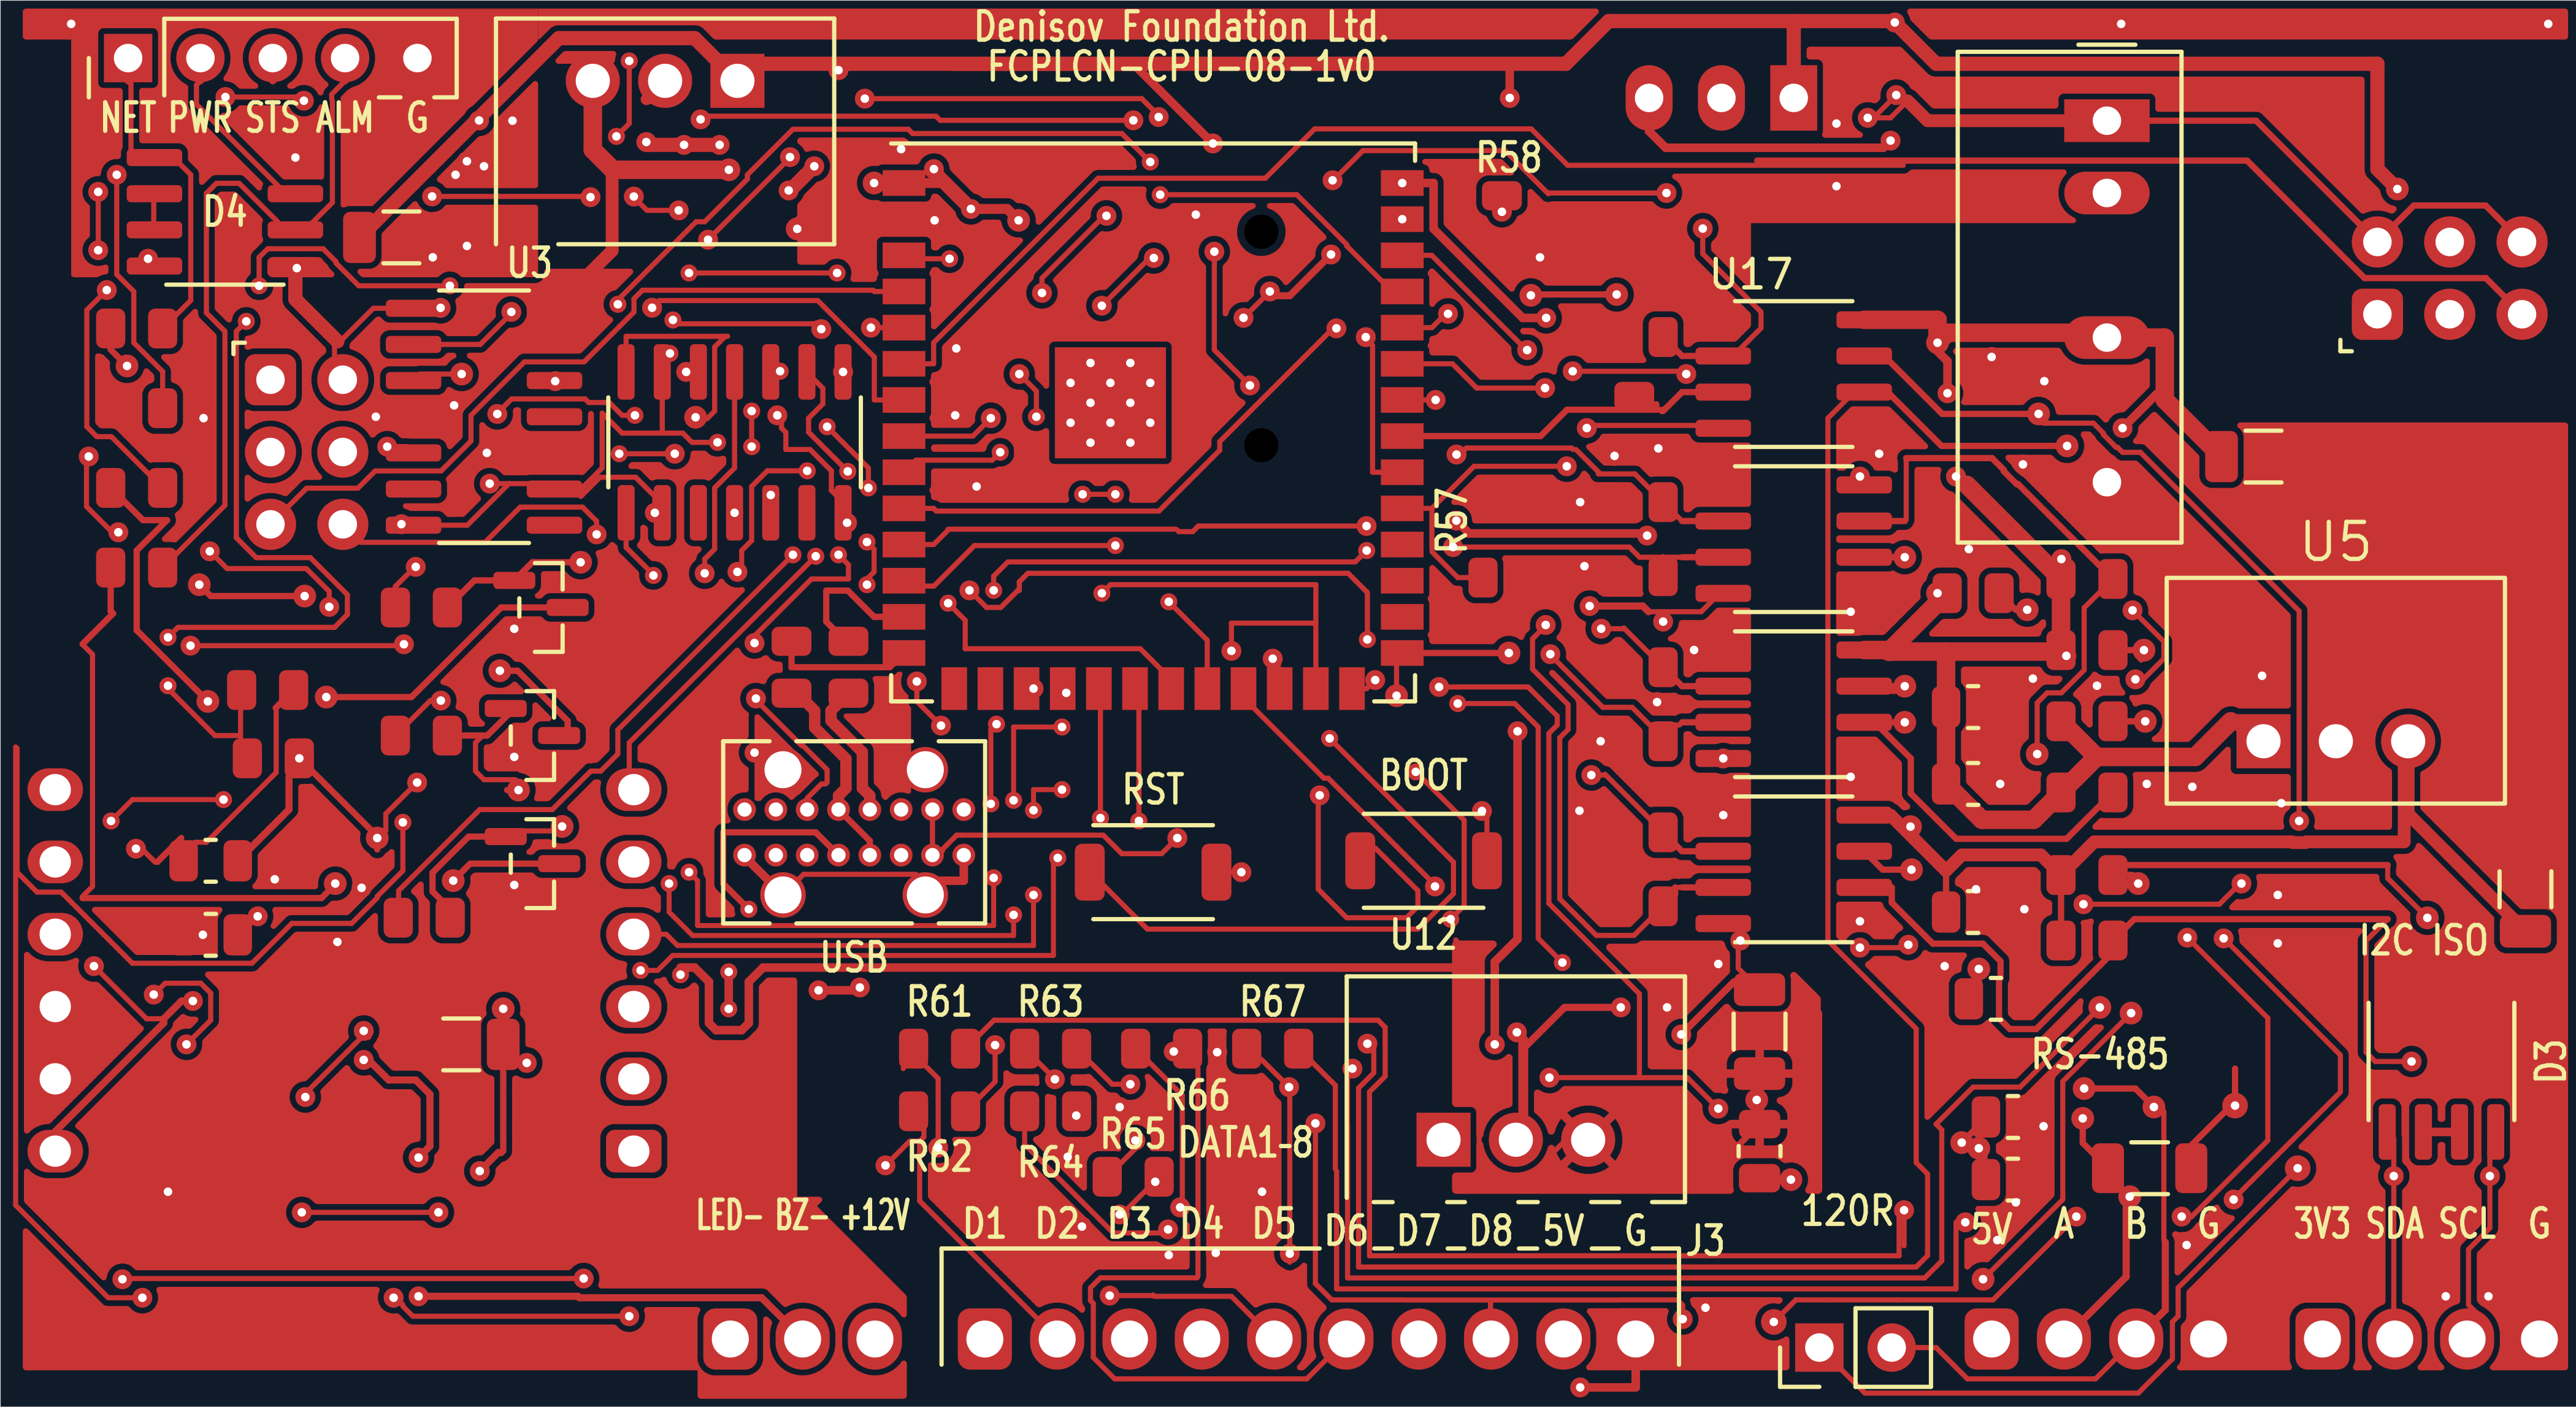 Denisov Foundation Ltd.
FCPLCN-CPU-08-1v0
NET PWR STS ALM G
R58
D4
U3
U17
R57
U5
RST
BOOT
U12
USB
I2C ISO
R61 R63 R67
RS-485
D3
R66
R65
DATA1-8
R62 R64
LED- BZ- +12V
D1 D2 D3 D4 D5 D6 D7 D8 5V G
J3
120R
5V A B G
3V3 SDA SCL G